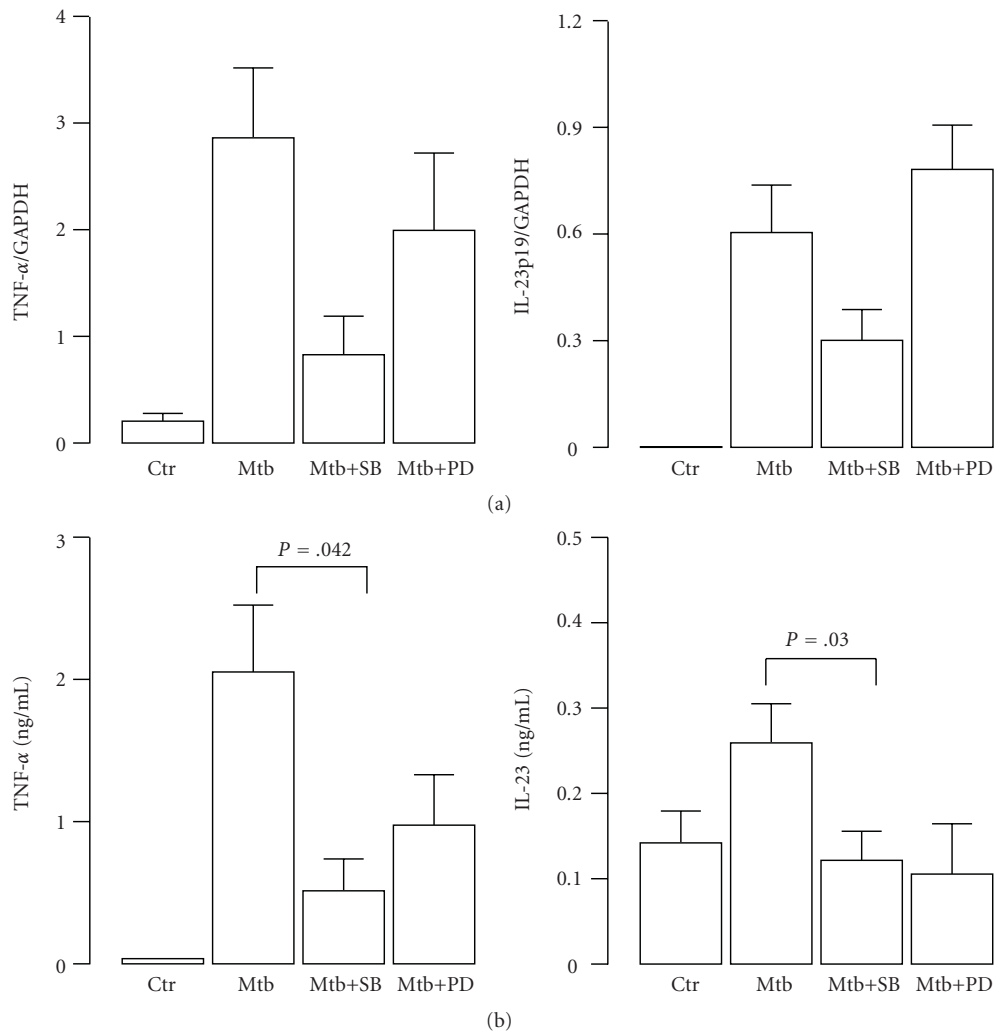 TNF-α/GAPDH
4
3
2
1
0
Ctr Mtb Mtb+SB Mtb+PD
IL-23p19/GAPDH
1.2
0.9
0.6
0.3
0
Ctr Mtb Mtb+SB Mtb+PD
(a)
TNF-α (ng/mL)
3
2
1
0
P = .042
Ctr Mtb Mtb+SB Mtb+PD
IL-23 (ng/mL)
0.5
0.4
0.3
0.2
0.1
0
P = .03
Ctr Mtb Mtb+SB Mtb+PD
(b)